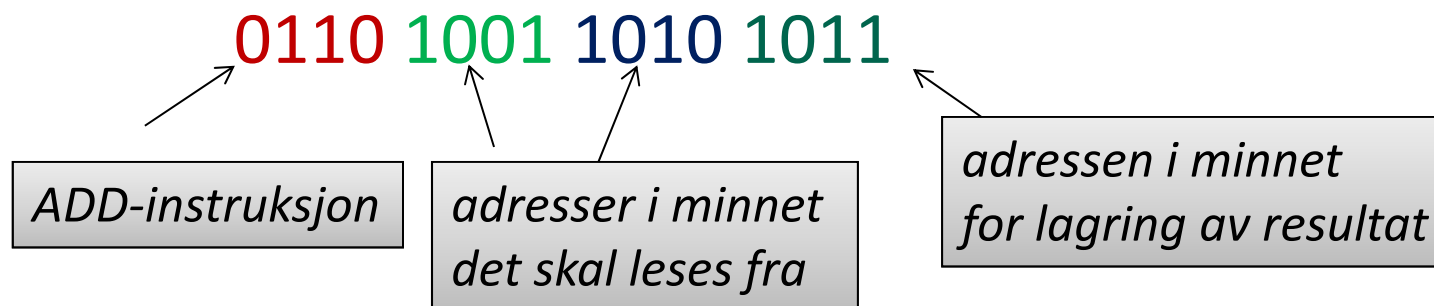 0110 1001 1010 1011
ADD-instruksjon
adresser i minnet
det skal leses fra
adressen i minnet
for lagring av resultat